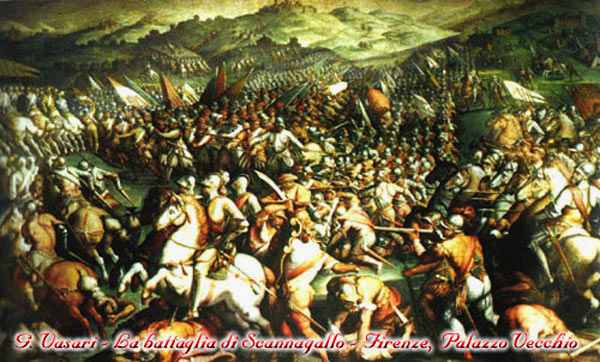 G. Vasari - La battaglia di Scannagallo - Firenze, Palazzo Vecchio